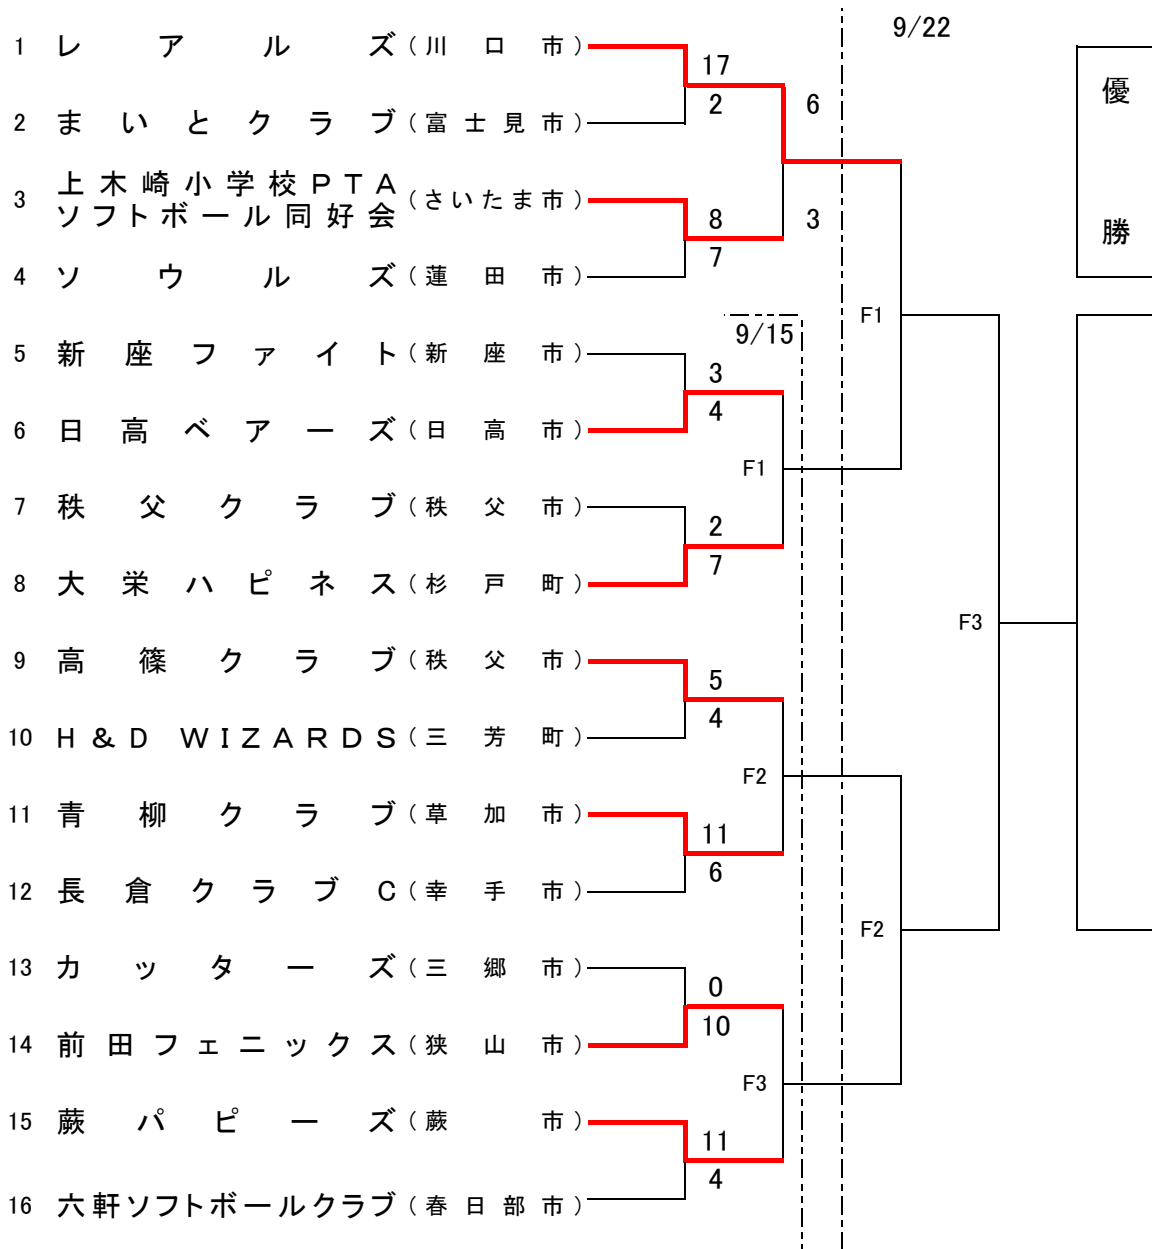 9/22
1 レアルズ（川口市）
17
2
6
2 まいとクラブ（富士見市）
3 上木崎小学校ＰＴＡ
ソフトボール同好会（さいたま市）
8
7
3
4 ソウルズ（蓮田市）
優
勝
F1
9/15
5 新座ファイト（新座市）
3
4
6 日高ベアーズ（日高市）
F1
7 秩父クラブ（秩父市）
2
7
8 大栄ハピネス（杉戸町）
F3
9 高篠クラブ（秩父市）
5
4
10 Ｈ＆Ｄ ＷＩＺＡＲＤＳ（三芳町）
F2
11 青柳クラブ（草加市）
11
6
12 長倉クラブＣ（幸手市）
F2
13 カッターズ（三郷市）
0
10
14 前田フェニックス（狭山市）
F3
15 蕨パピーズ（蕨市）
11
4
16 六軒ソフトボールクラブ（春日部市）